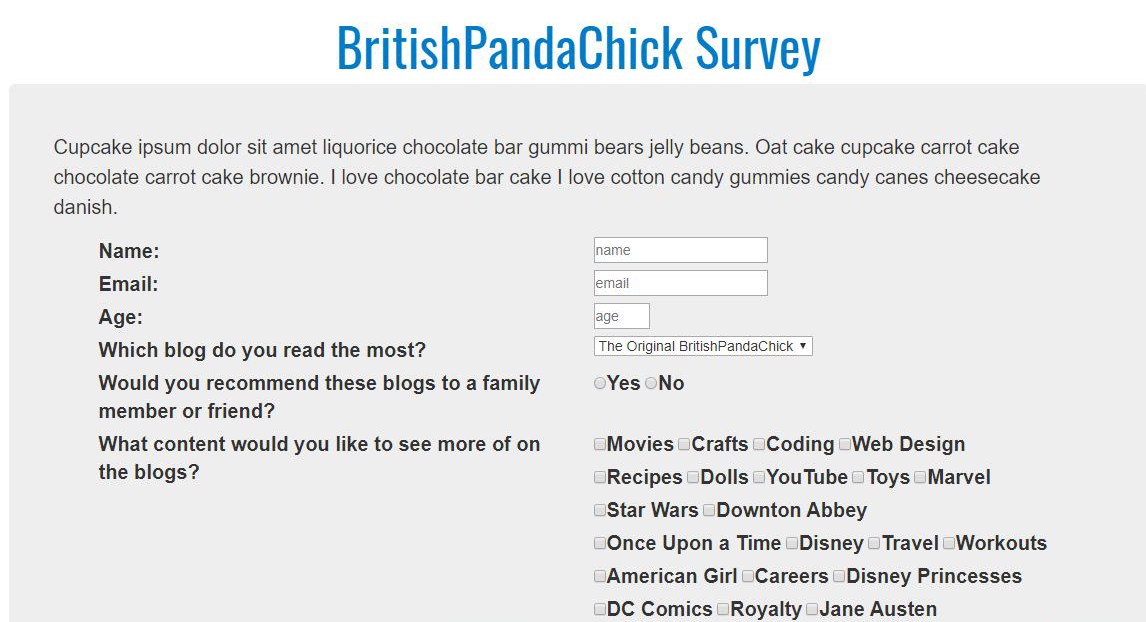 BritishPandaChick Survey
Cupcake ipsum dolor sit amet liquorice chocolate bar gummi bears jelly beans. Oat cake cupcake carrot cake
chocolate carrot cake brownie. I love chocolate bar cake I love cotton candy gummies candy canes cheesecake
danish.
Name: name
Email: email
Age: age
Which blog do you read the most? The Original BritishPandaChick
Would you recommend these blogs to a family Yes No
member or friend?
What content would you like to see more of on Movies Crafts Coding Web Design
the blogs?
Recipes Dolls YouTube Toys Marvel
Star Wars Downton Abbey
Once Upon a Time Disney Travel Workouts
American Girl Careers Disney Princesses
DC Comics Royalty Jane Austen